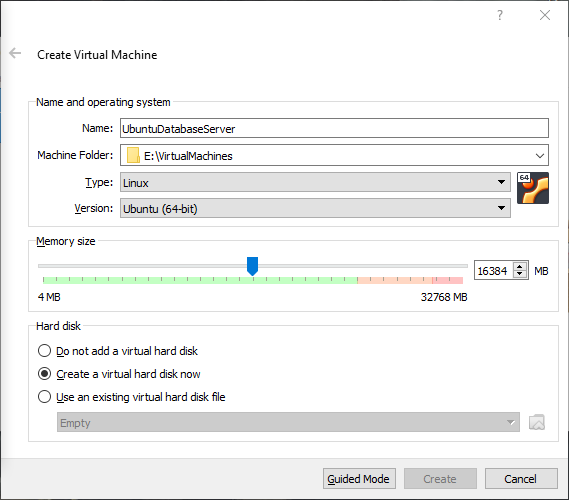 ?
Create Virtual Machine
Name and operating system
Name: UbuntuDatabaseServer
Machine Folder: E:\VirtualMachines
Type: Linux
64
Version: Ubuntu (64-bit)
Memory size
16384 MB
4 MB 32768 MB
Hard disk
Do not add a virtual hard disk
Create a virtual hard disk now
Use an existing virtual hard disk file
Empty
Guided Mode Create Cancel